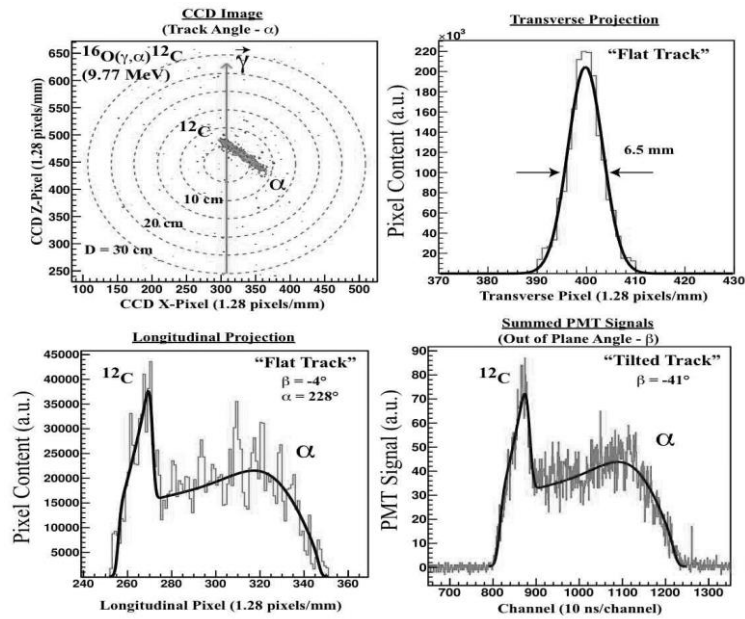 CCD Image
(Track Angle - α)
¹⁶O(γ,α)¹²C
(9.77 MeV)
γ
¹²C
α
10 cm
20 cm
D = 30 cm
650
600
550
500
450
400
350
300
250
100 150 200 250 300 350 400 450 500
CCD Z-Pixel (1.28 pixels/mm)
CCD X-Pixel (1.28 pixels/mm)
Transverse Projection
×10³
"Flat Track"
6.5 mm
220
200
180
160
140
120
100
80
60
40
20
0
370 380 390 400 410 420 430
Pixel Content (a.u.)
Transverse Pixel (1.28 pixels/mm)
Longitudinal Projection
"Flat Track"
β = -4°
α = 228°
¹²C
α
45000
40000
35000
30000
25000
20000
15000
10000
5000
0
240 260 280 300 320 340 360
Pixel Content (a.u.)
Longitudinal Pixel (1.28 pixels/mm)
Summed PMT Signals
(Out of Plane Angle - β)
"Tilted Track"
β = -41°
¹²C
α
90
80
70
60
50
40
30
20
10
0
700 800 900 1000 1100 1200 1300
PMT Signal (a.u.)
Channel (10 ns/channel)